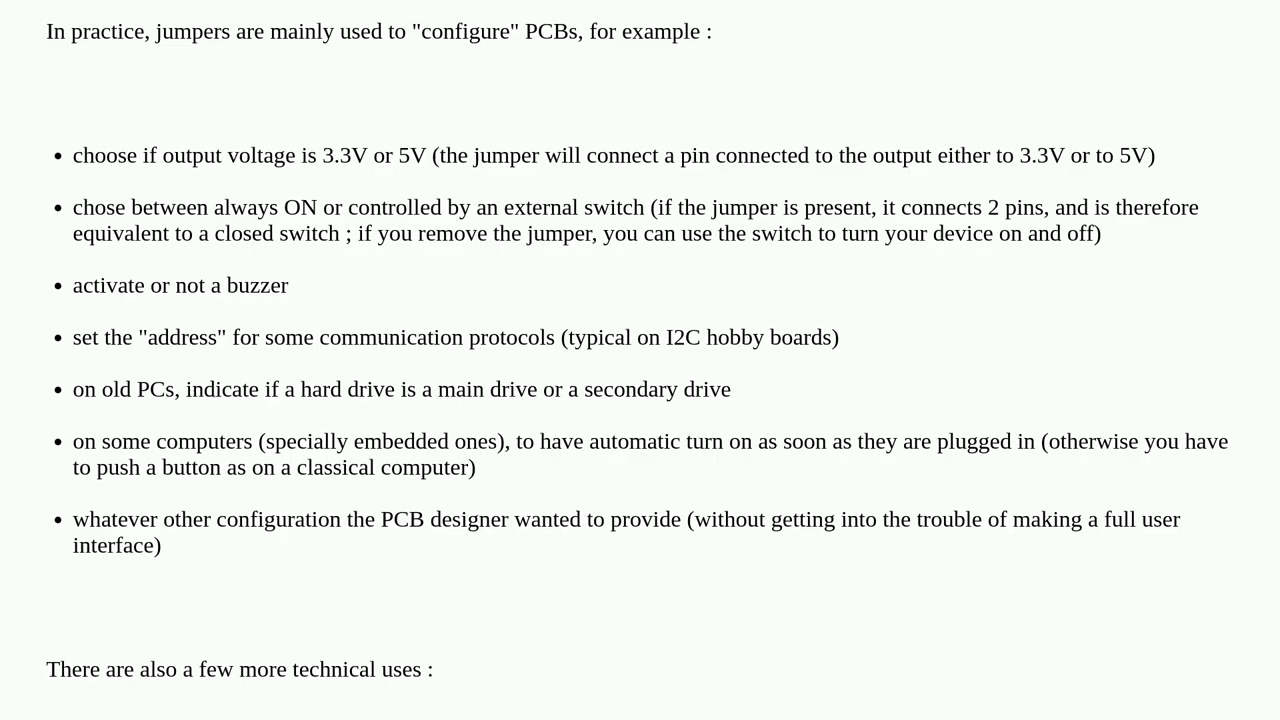 In practice, jumpers are mainly used to "configure" PCBs, for example :
• choose if output voltage is 3.3V or 5V (the jumper will connect a pin connected to the output either to 3.3V or to 5V)
• chose between always ON or controlled by an external switch (if the jumper is present, it connects 2 pins, and is therefore
equivalent to a closed switch ; if you remove the jumper, you can use the switch to turn your device on and off)
• activate or not a buzzer
• set the "address" for some communication protocols (typical on I2C hobby boards)
• on old PCs, indicate if a hard drive is a main drive or a secondary drive
• on some computers (specially embedded ones), to have automatic turn on as soon as they are plugged in (otherwise you have
to push a button as on a classical computer)
• whatever other configuration the PCB designer wanted to provide (without getting into the trouble of making a full user
interface)
There are also a few more technical uses :